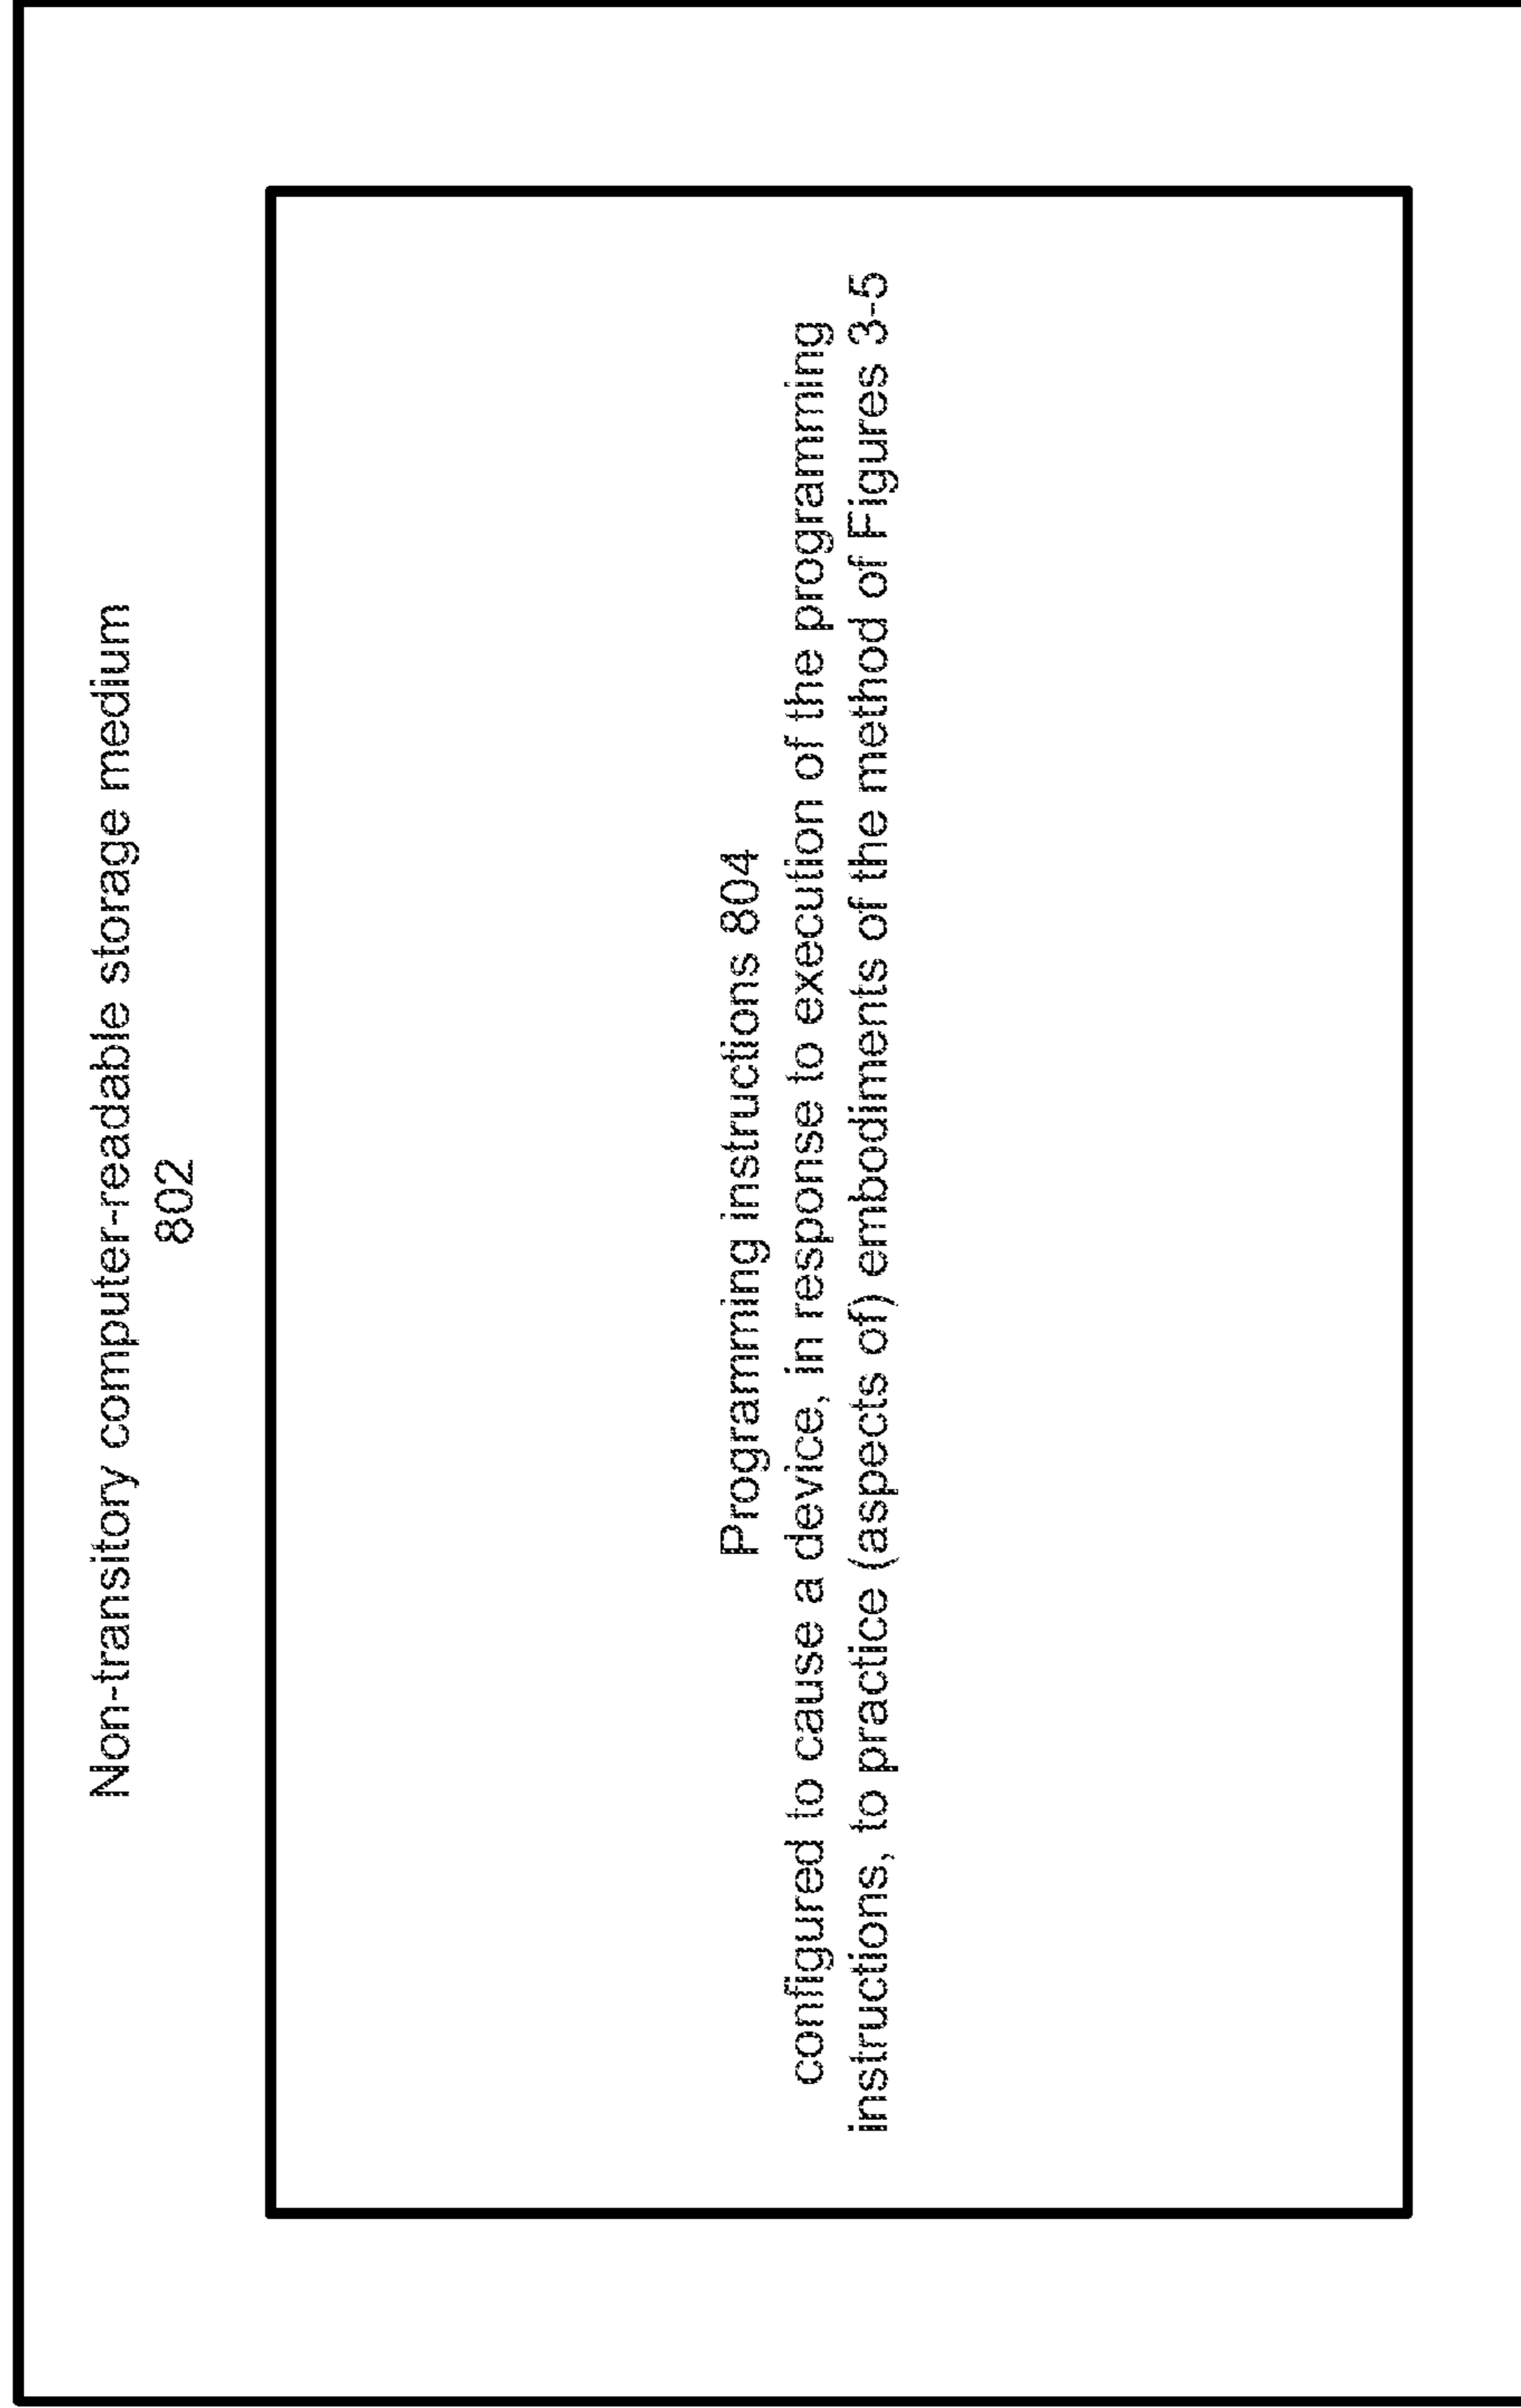 Non-transitory computer-readable storage medium
802
Programming instructions 804
configured to cause a device, in response to execution of the programming
instructions, to practice (aspects of) embodiments of the method of Figures 3-5